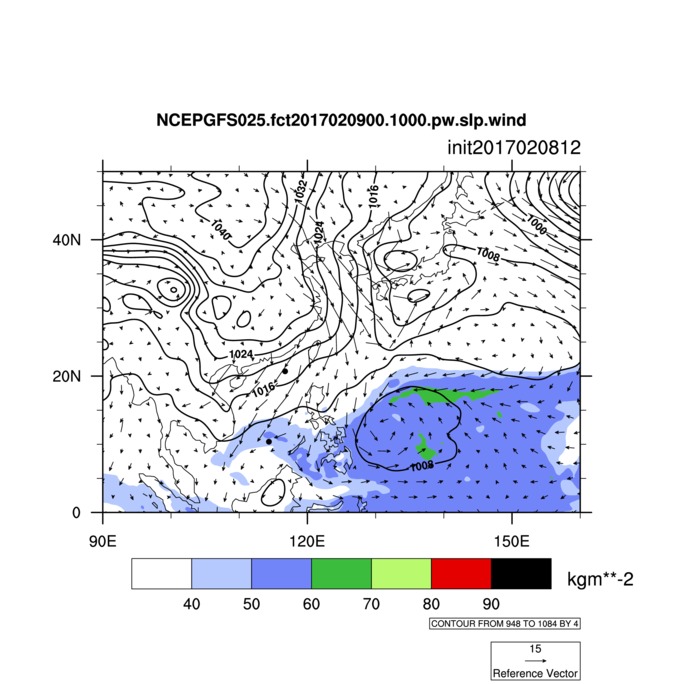 NCEPGFS025.fct2017020900.1000.pw.slp.wind
init2017020812
1032
1016
1040
1024
1000
1008
40N
1024
1016
20N
1008
0
90E 120E 150E
40 50 60 70 80 90
kgm**-2
CONTOUR FROM 948 TO 1084 BY 4
15
Reference Vector